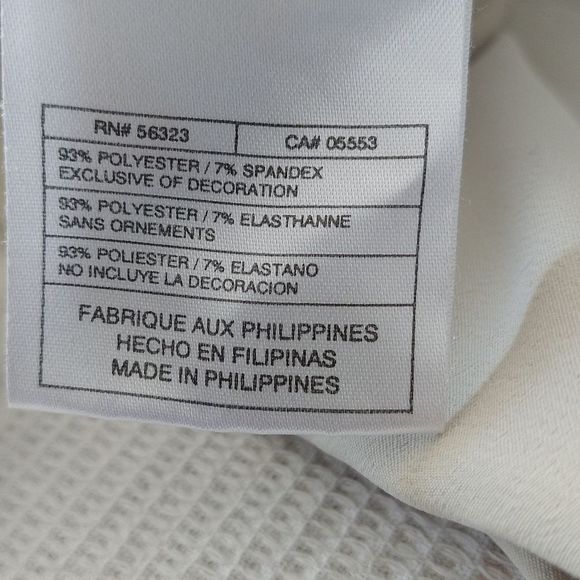 RN# 56323 CA# 05553
93% POLYESTER / 7% SPANDEX
EXCLUSIVE OF DECORATION
93% POLYESTER / 7% ELASTHANNE
SANS ORNEMENTS
93% POLIESTER / 7% ELASTANO
NO INCLUYE LA DECORACION
FABRIQUE AUX PHILIPPINES
HECHO EN FILIPINAS
MADE IN PHILIPPINES